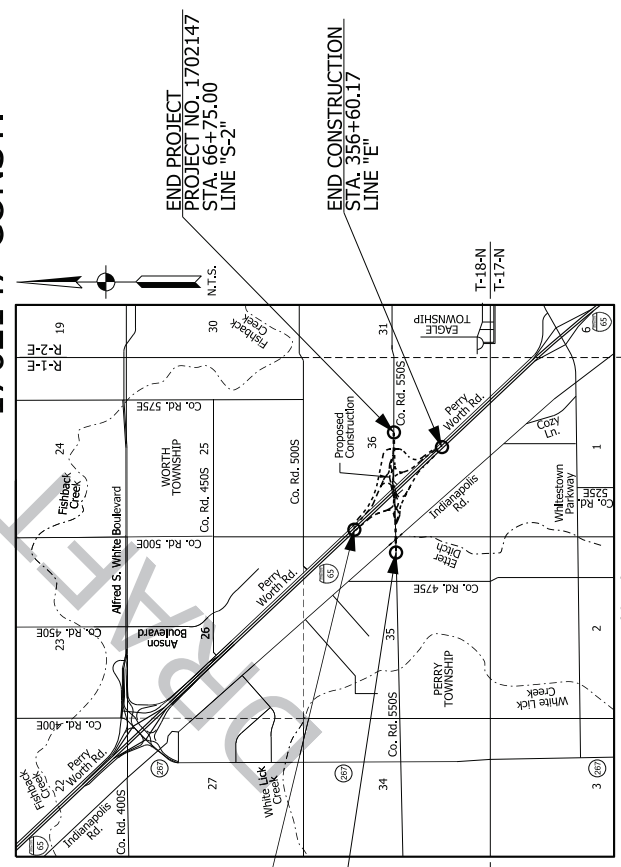 END PROJECT
PROJECT NO. 1702147
STA. 66+75.00
LINE "S-2"
END CONSTRUCTION
STA. 356+60.17
LINE "E"
N.T.S.
T-18-N
T-17-N
R-1-E
R-2-E
19
30
Fishback
Creek
31
EAGLE
TOWNSHIP
6
65
24
Fishback
Creek
Co. Rd. 575E
WORTH
TOWNSHIP
25
Co. Rd. 450S
Co. Rd. 500S
Proposed
Construction
36
Co. Rd. 550S
Perry
Worth Rd.
Cozy
Ln.
1
Alfred S. White Boulevard
Co. Rd. 500E
Perry
Worth Rd.
65
Indianapolis
Rd.
Etter
Ditch
Whitestown
Parkway
Co. Rd.
525E
23
Co. Rd. 450E
Anson
Boulevard
26
35
Co. Rd. 475E
2
Co. Rd. 400E
PERRY
TOWNSHIP
White Lick
Creek
Fishback
Creek
22
Perry
Worth Rd.
65
Indianapolis
Rd.
Co. Rd. 400S
267
27
White Lick
Creek
267
34
Co. Rd. 550S
3
267
DRAFT